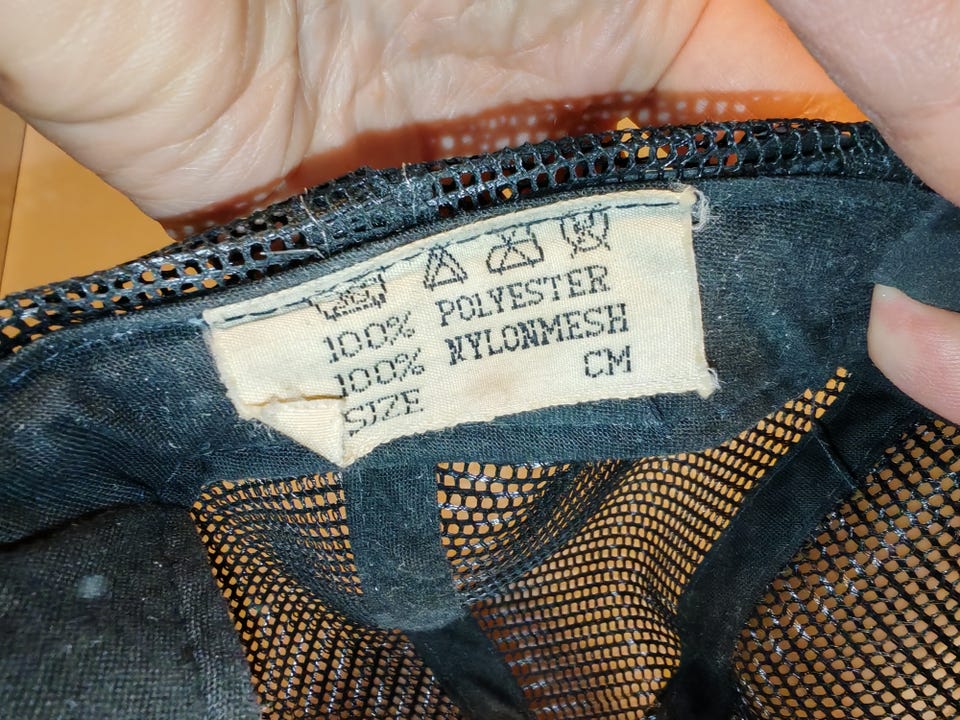 100% POLYESTER
100% NYLONMESH
SIZE CM